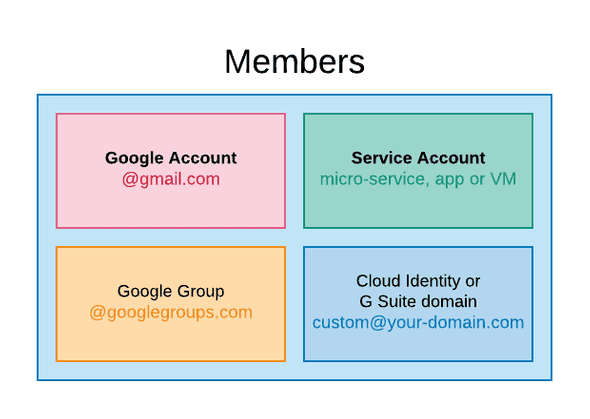 Members
Google Account
@gmail.com
Service Account
micro-service, app or VM
Google Group
@googlegroups.com
Cloud Identity or
G Suite domain
custom@your-domain.com